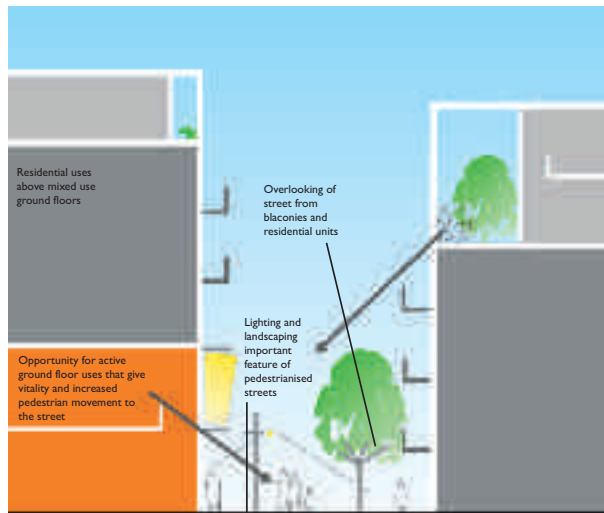 Residential uses
above mixed use
ground floors
Overlooking of
street from
blaconies and
residential units
Lighting and
landscaping
important
feature of
pedestrianised
streets
Opportunity for active
ground floor uses that give
vitality and increased
pedestrian movement to
the street